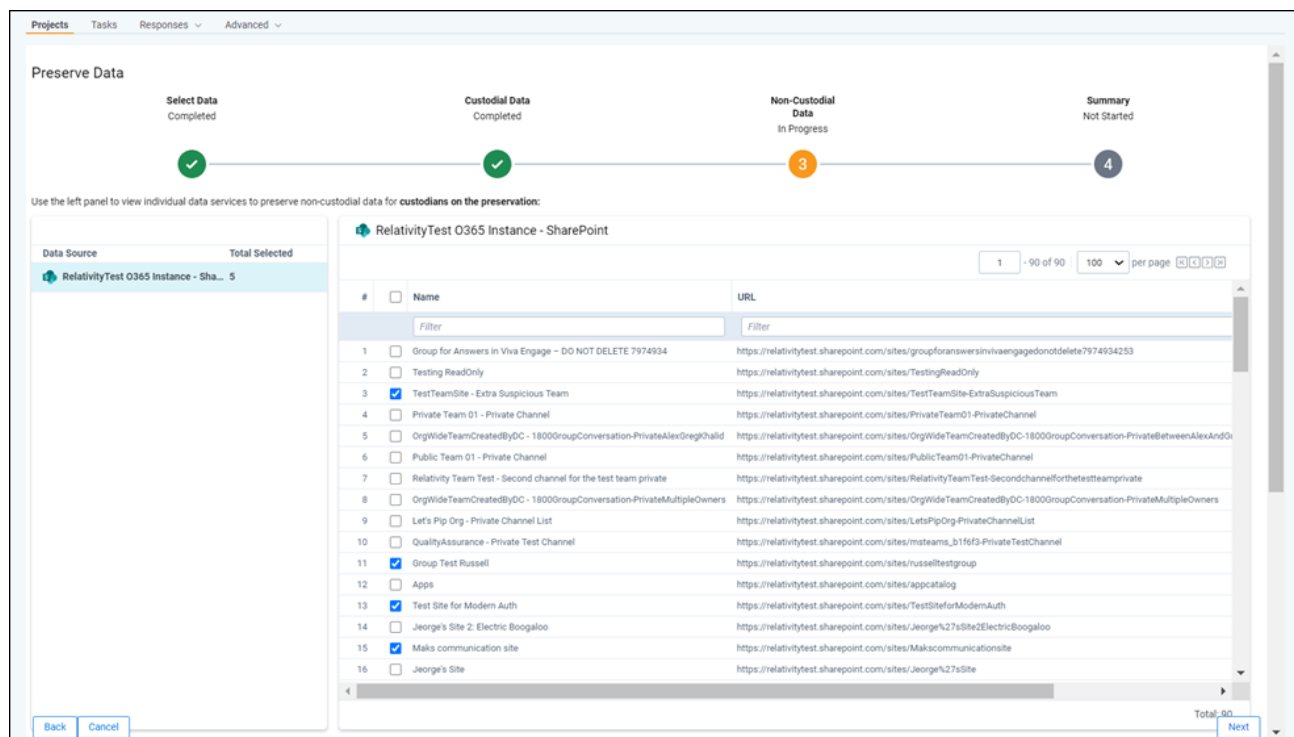 Projects Tasks Responses Advanced
Preserve Data
Select Data Custodial Data Non-Custodial Data Summary
Completed Completed In Progress Not Started
3 4
Use the left panel to view individual data services to preserve non-custodial data for custodians on the preservation:
RelativityTest O365 Instance - SharePoint
Data Source Total Selected
RelativityTest O365 Instance - Sha... 5
1 - 90 of 90 100 per page
# Name URL
Filter Filter
1 Group for Answers in Viva Engage – DO NOT DELETE 7974934 https://relativitytest.sharepoint.com/sites/groupforanswersinvivaengagedonotdelete7974934253
2 Testing ReadOnly https://relativitytest.sharepoint.com/sites/TestingReadOnly
3 TestTeamSite - Extra Suspicious Team https://relativitytest.sharepoint.com/sites/TestTeamSite-ExtraSuspiciousTeam
4 Private Team 01 - Private Channel https://relativitytest.sharepoint.com/sites/PrivateTeam01-PrivateChannel
5 OrgWideTeamCreatedByDC - 1800GroupConversation-PrivateAlexGregKhalid https://relativitytest.sharepoint.com/sites/OrgWideTeamCreatedByDC-1800GroupConversation-PrivateBetweenAlexAndGr
6 Public Team 01 - Private Channel https://relativitytest.sharepoint.com/sites/PublicTeam01-PrivateChannel
7 Relativity Team Test - Second channel for the test team private https://relativitytest.sharepoint.com/sites/RelativityTeamTest-Secondchannelforthetestteamprivate
8 OrgWideTeamCreatedByDC - 1800GroupConversation-PrivateMultipleOwners https://relativitytest.sharepoint.com/sites/OrgWideTeamCreatedByDC-1800GroupConversation-PrivateMultipleOwners
9 Let's Pip Org - Private Channel List https://relativitytest.sharepoint.com/sites/LetsPipOrg-PrivateChannelList
10 QualityAssurance - Private Test Channel https://relativitytest.sharepoint.com/sites/msteams_b1f6f3-PrivateTestChannel
11 Group Test Russell https://relativitytest.sharepoint.com/sites/russelltestgroup
12 Apps https://relativitytest.sharepoint.com/sites/appcatalog
13 Test Site for Modern Auth https://relativitytest.sharepoint.com/sites/TestSiteforModernAuth
14 Jeorge's Site 2: Electric Boogaloo https://relativitytest.sharepoint.com/sites/Jeorge%27sSite2ElectricBoogaloo
15 Maks communication site https://relativitytest.sharepoint.com/sites/Makscommunicationsite
16 Jeorge's Site https://relativitytest.sharepoint.com/sites/Jeorge%27sSite
Total: 90
Back Cancel Next